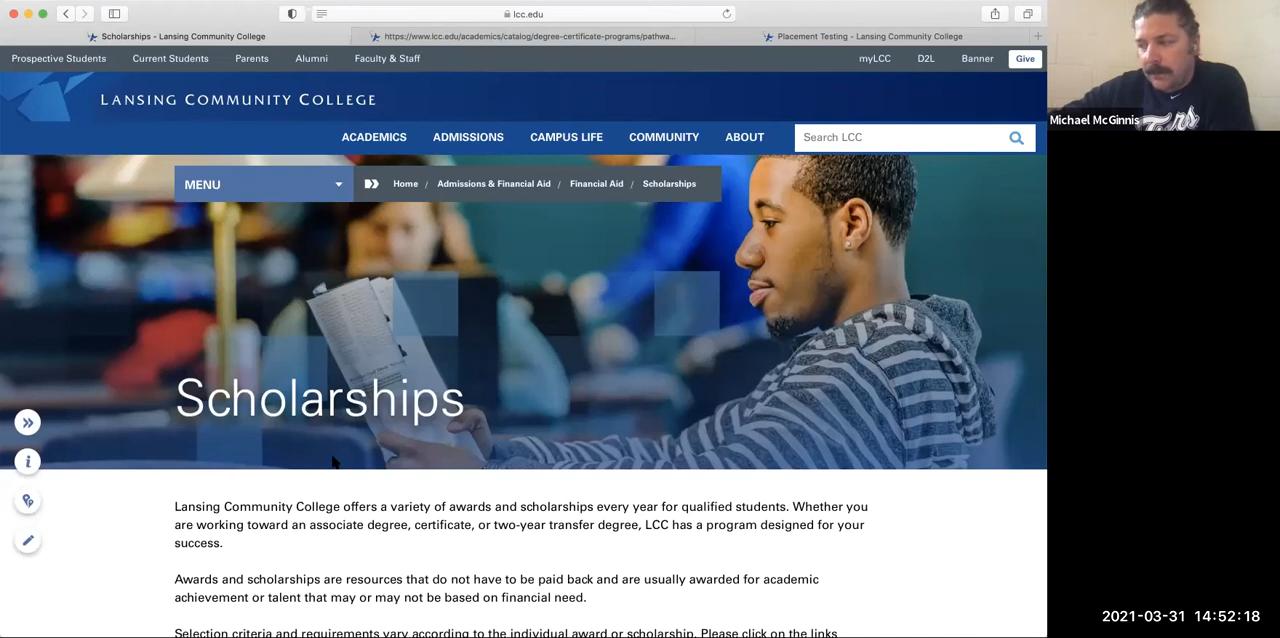 lcc.edu
Scholarships - Lansing Community College
https://www.lcc.edu/academics/catalog/degree-certificate-programs/pathwa...
Placement Testing - Lansing Community College
Prospective Students Current Students Parents Alumni Faculty & Staff myLCC D2L Banner Give
LANSING COMMUNITY COLLEGE
ACADEMICS ADMISSIONS CAMPUS LIFE COMMUNITY ABOUT Search LCC
MENU Home / Admissions & Financial Aid / Financial Aid / Scholarships
Scholarships
Lansing Community College offers a variety of awards and scholarships every year for qualified students. Whether you
are working toward an associate degree, certificate, or two-year transfer degree, LCC has a program designed for your
success.
Awards and scholarships are resources that do not have to be paid back and are usually awarded for academic
achievement or talent that may or may not be based on financial need.
Selection criteria and requirements vary according to the individual award or scholarship. Please click on the links
Michael McGinnis
2021-03-31 14:52:18